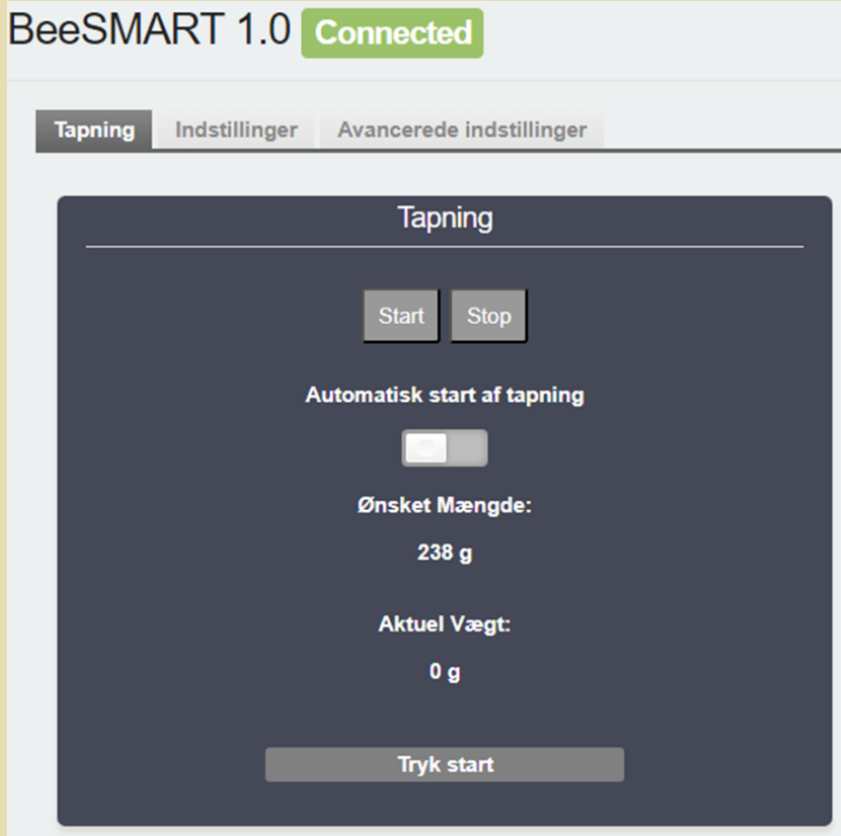 BeeSMART 1.0 Connected
Tapning Indstillinger Avancerede indstillinger
Tapning
Start Stop
Automatisk start af tapning
Ønsket Mængde:
238 g
Aktuel Vægt:
0 g
Tryk start